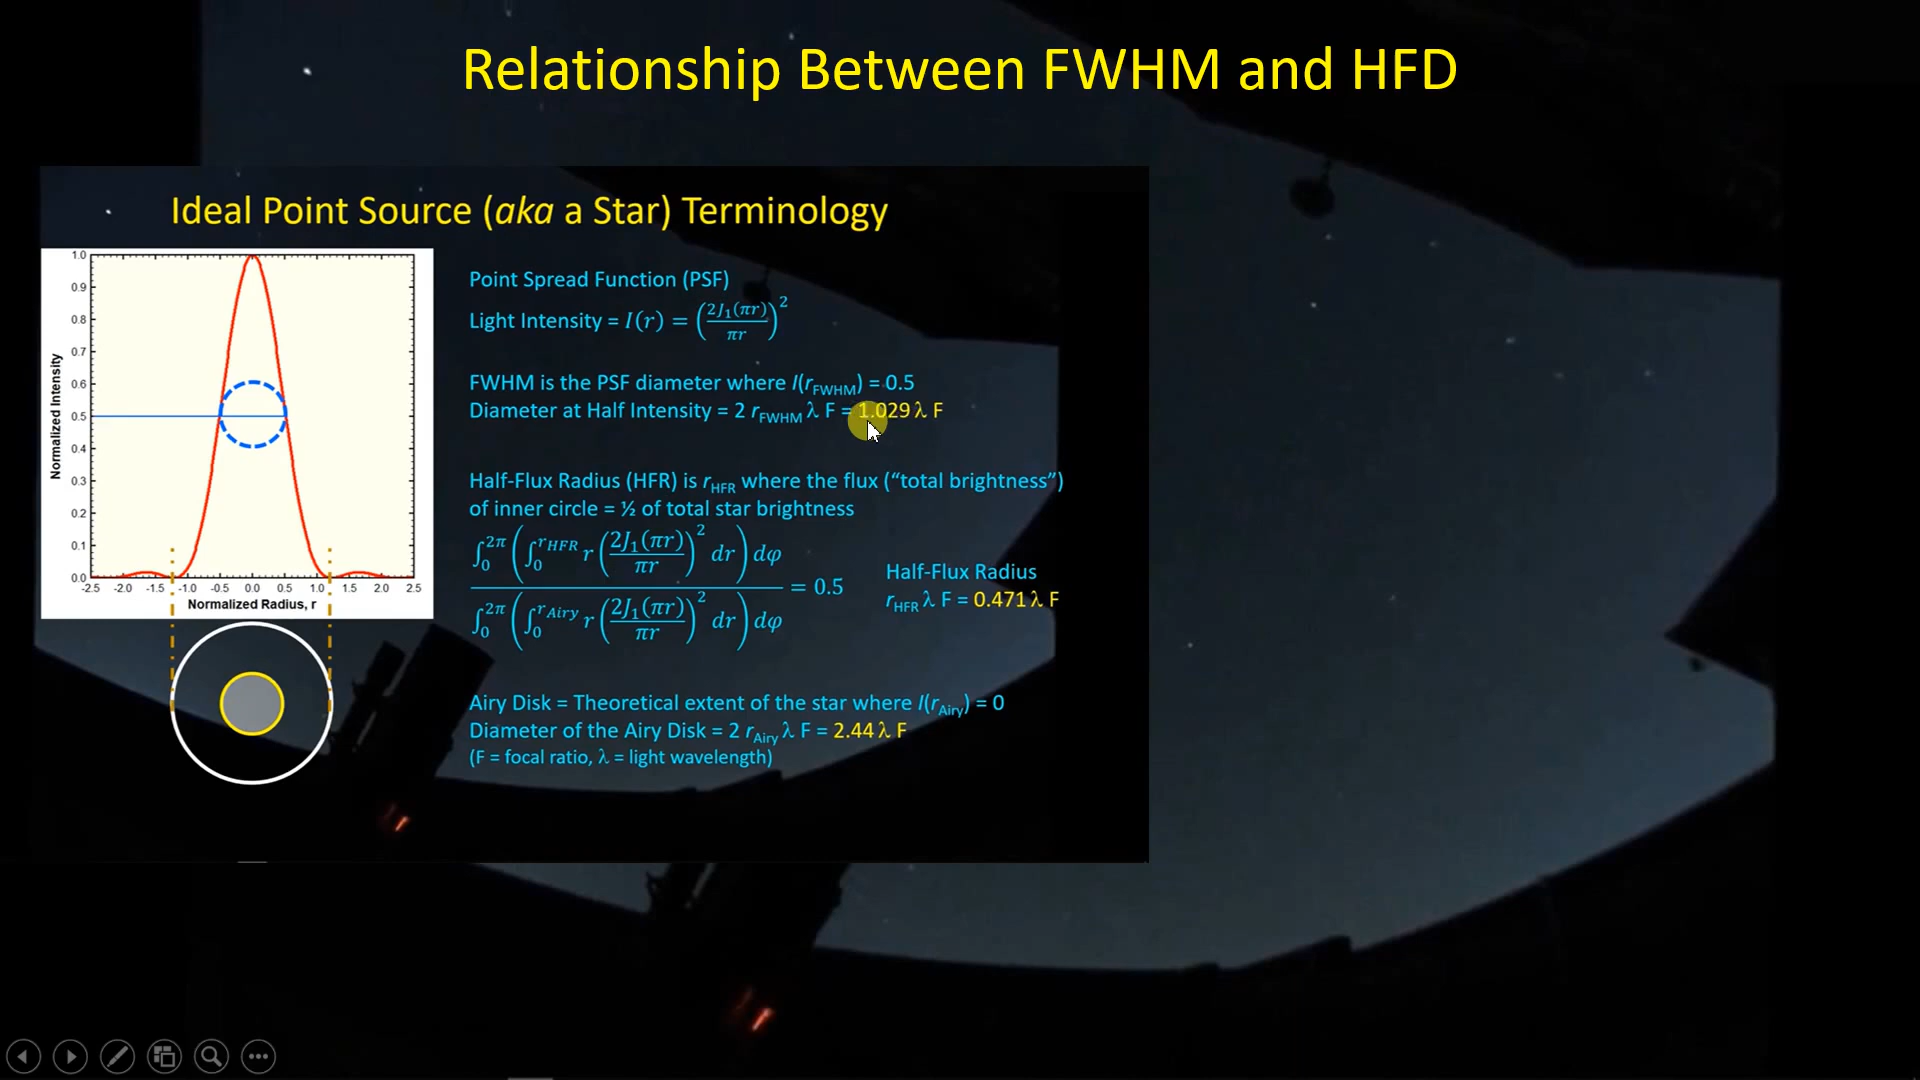 Relationship Between FWHM and HFD
Ideal Point Source (aka a Star) Terminology
1.0
0.9
0.8
0.7
0.6
0.5
0.4
0.3
0.2
0.1
0.0
Normalized Intensity
-2.5 -2.0 -1.5 -1.0 -0.5 0.0 0.5 1.0 1.5 2.0 2.5
Normalized Radius, r
Point Spread Function (PSF)
Light Intensity = I(r) = (2J₁(πr)/πr)²
FWHM is the PSF diameter where I(r_FWHM) = 0.5
Diameter at Half Intensity = 2 r_FWHM λ F = 1.029 λ F
Half-Flux Radius (HFR) is r_HFR where the flux (“total brightness”)
of inner circle = ½ of total star brightness
∫₀^2π (∫₀^r_HFR r (2J₁(πr)/πr)² dr) dφ
/ ∫₀^2π (∫₀^r_Airy r (2J₁(πr)/πr)² dr) dφ = 0.5
Half-Flux Radius
r_HFR λ F = 0.471 λ F
Airy Disk = Theoretical extent of the star where I(r_Airy) = 0
Diameter of the Airy Disk = 2 r_Airy λ F = 2.44 λ F
(F = focal ratio, λ = light wavelength)